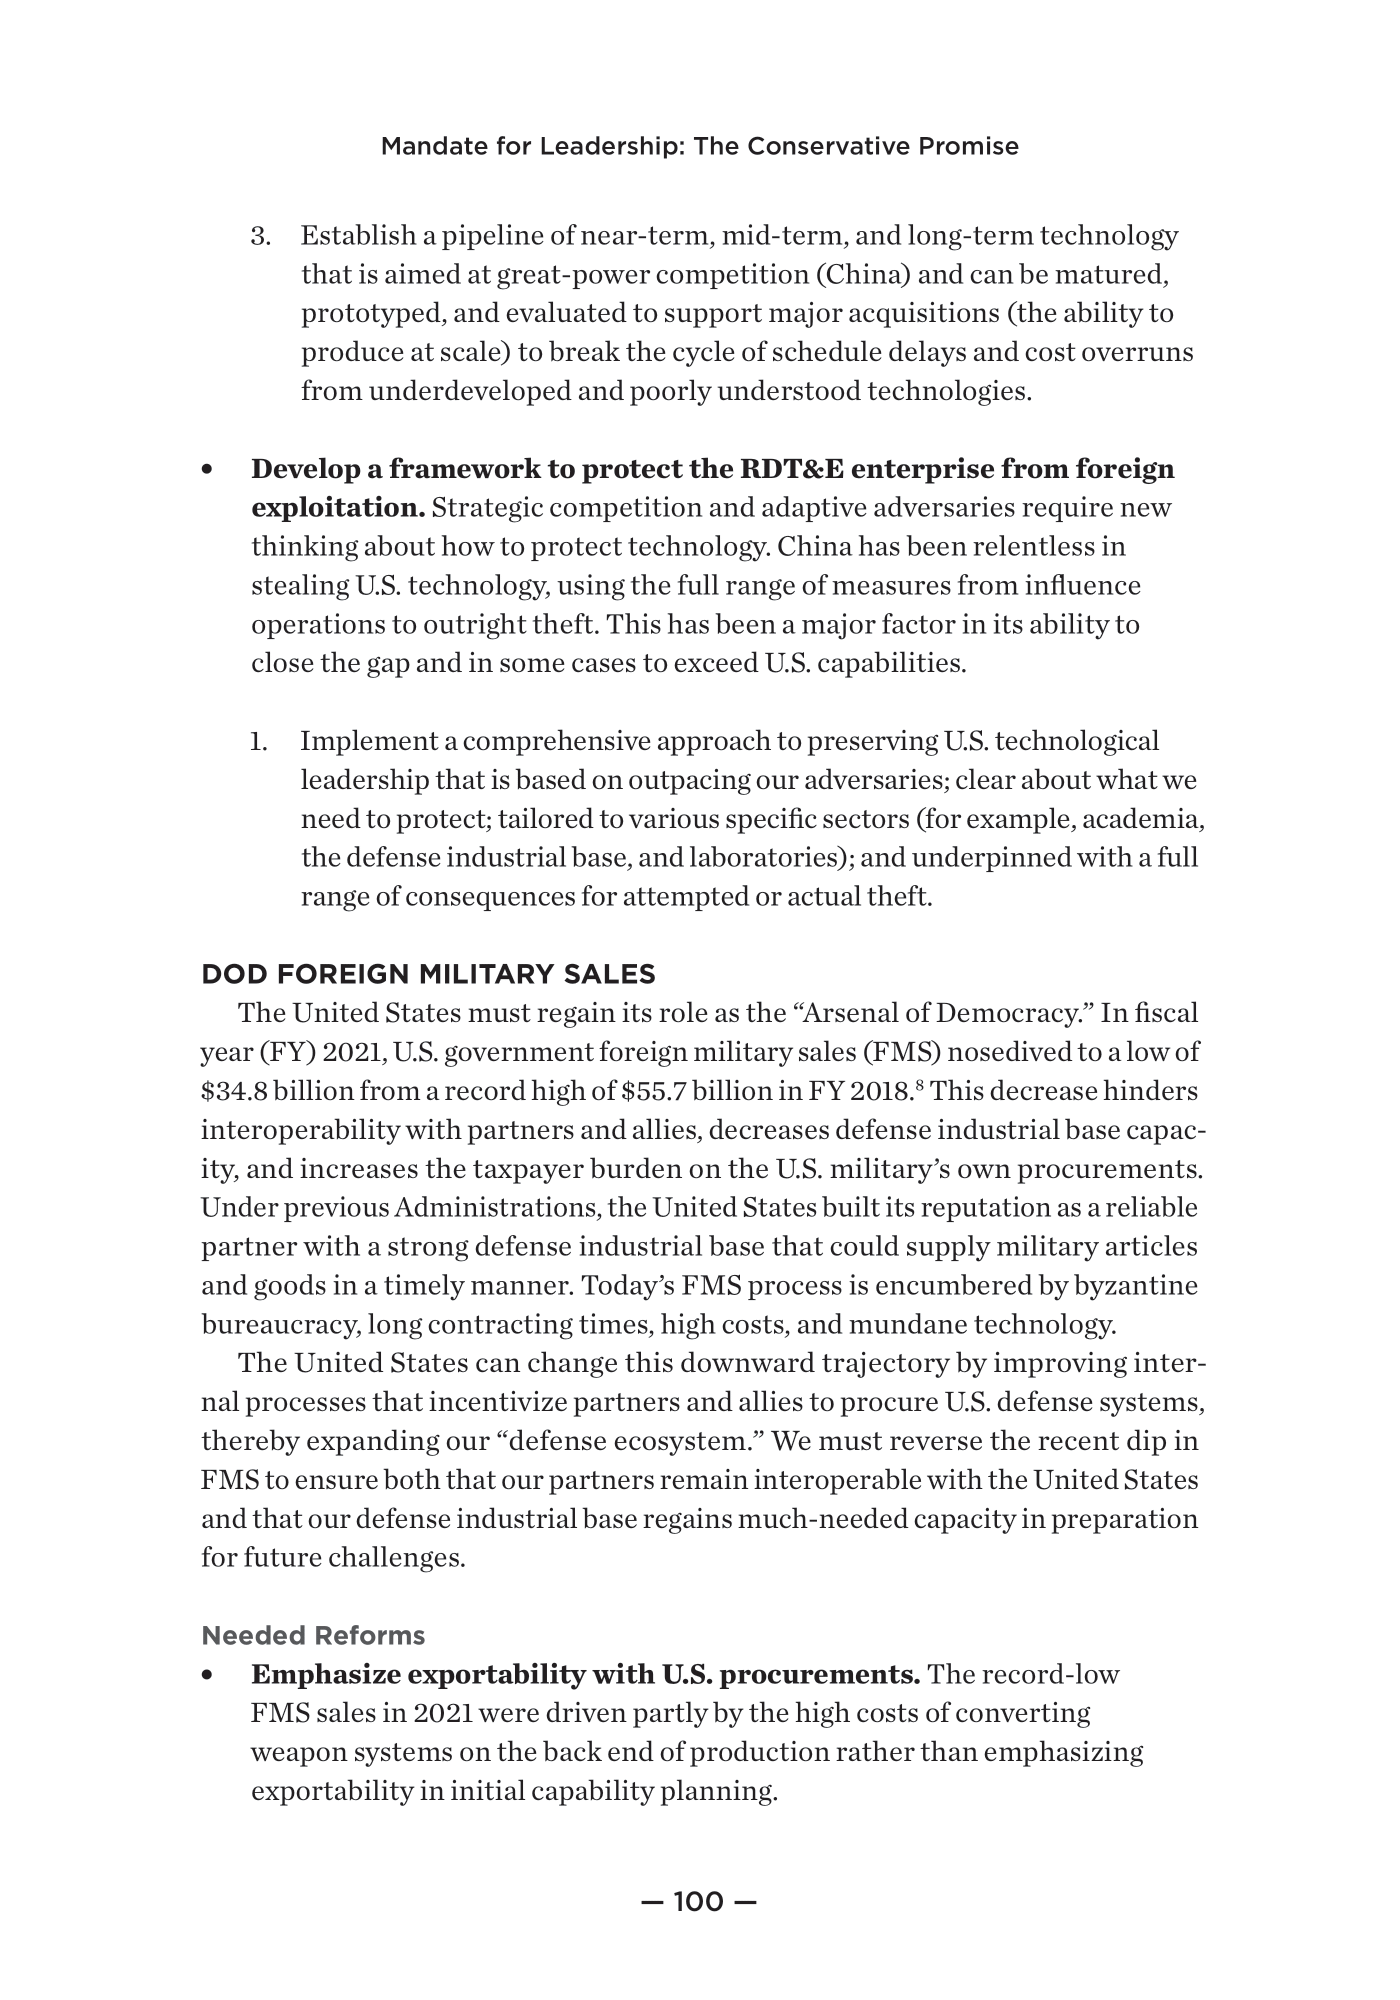 Mandate for Leadership: The Conservative Promise
3. Establish a pipeline of near-term, mid-term, and long-term technology
that is aimed at great-power competition (China) and can be matured,
prototyped, and evaluated to support major acquisitions (the ability to
produce at scale) to break the cycle of schedule delays and cost overruns
from underdeveloped and poorly understood technologies.
• Develop a framework to protect the RDT&E enterprise from foreign
exploitation. Strategic competition and adaptive adversaries require new
thinking about how to protect technology. China has been relentless in
stealing U.S. technology, using the full range of measures from influence
operations to outright theft. This has been a major factor in its ability to
close the gap and in some cases to exceed U.S. capabilities.
1. Implement a comprehensive approach to preserving U.S. technological
leadership that is based on outpacing our adversaries; clear about what we
need to protect; tailored to various specific sectors (for example, academia,
the defense industrial base, and laboratories); and underpinned with a full
range of consequences for attempted or actual theft.
DOD FOREIGN MILITARY SALES
The United States must regain its role as the “Arsenal of Democracy.” In fiscal
year (FY) 2021, U.S. government foreign military sales (FMS) nosedived to a low of
$34.8 billion from a record high of $55.7 billion in FY 2018.⁸ This decrease hinders
interoperability with partners and allies, decreases defense industrial base capac-
ity, and increases the taxpayer burden on the U.S. military’s own procurements.
Under previous Administrations, the United States built its reputation as a reliable
partner with a strong defense industrial base that could supply military articles
and goods in a timely manner. Today’s FMS process is encumbered by byzantine
bureaucracy, long contracting times, high costs, and mundane technology.
The United States can change this downward trajectory by improving inter-
nal processes that incentivize partners and allies to procure U.S. defense systems,
thereby expanding our “defense ecosystem.” We must reverse the recent dip in
FMS to ensure both that our partners remain interoperable with the United States
and that our defense industrial base regains much-needed capacity in preparation
for future challenges.
Needed Reforms
• Emphasize exportability with U.S. procurements. The record-low
FMS sales in 2021 were driven partly by the high costs of converting
weapon systems on the back end of production rather than emphasizing
exportability in initial capability planning.
— 100 —